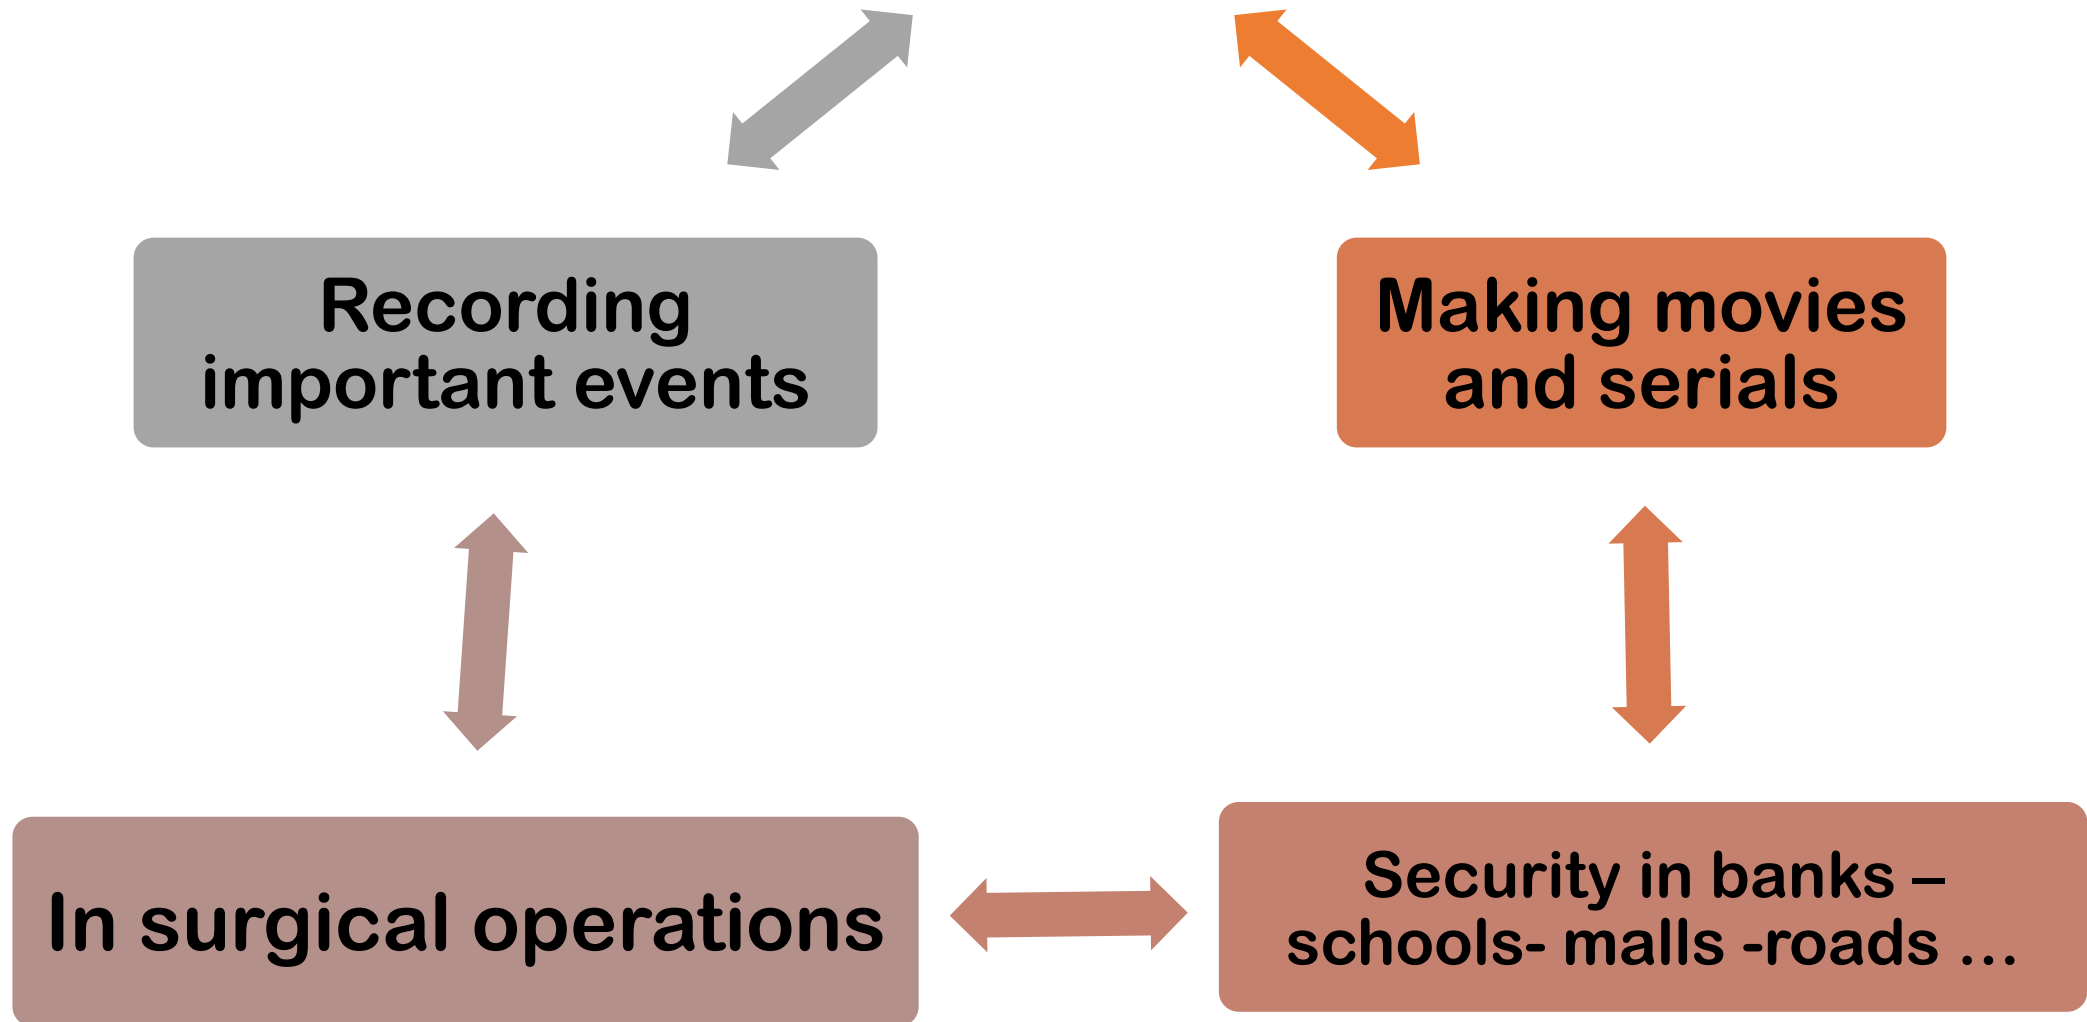 Recording
important events
Making movies
and serials
In surgical operations
Security in banks –
schools- malls -roads …